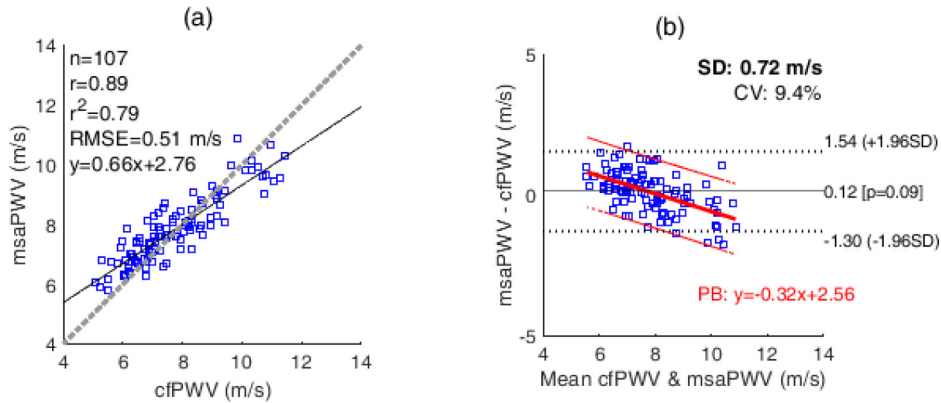 (a)
n=107
r=0.89
r²=0.79
RMSE=0.51 m/s
y=0.66x+2.76
msaPWV (m/s)
14
12
10
8
6
4
4 6 8 10 12 14
cfPWV (m/s)
(b)
SD: 0.72 m/s
CV: 9.4%
1.54 (+1.96SD)
0.12 [p=0.09]
-1.30 (-1.96SD)
PB: y=-0.32x+2.56
msaPWV - cfPWV (m/s)
5
0
-5
4 6 8 10 12 14
Mean cfPWV & msaPWV (m/s)